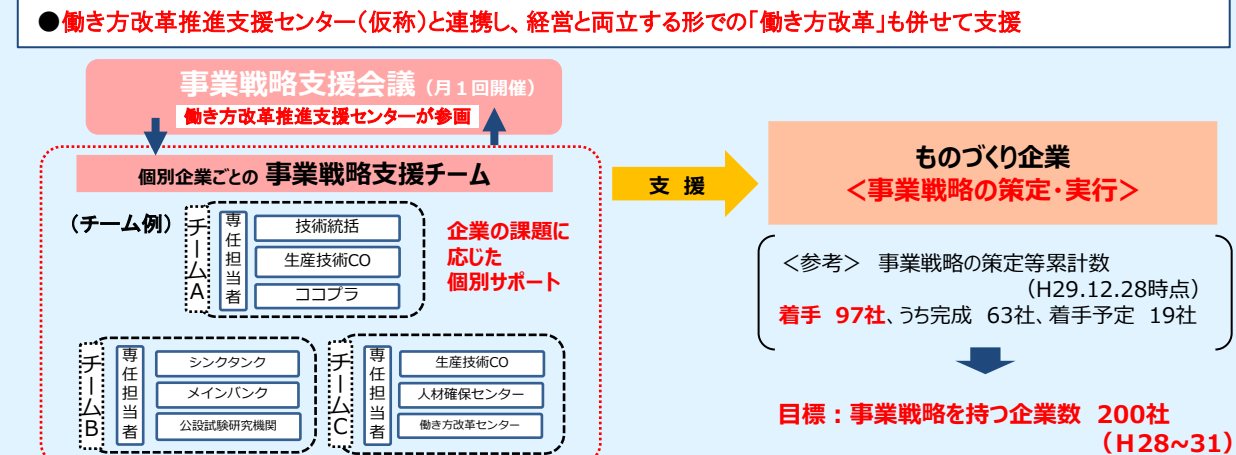 ●働き方改革推進支援センター(仮称)と連携し、経営と両立する形での「働き方改革」も併せて支援
事業戦略支援会議（月１回開催）
働き方改革推進支援センターが参画
個別企業ごとの 事業戦略支援チーム
（チーム例）
チームA
専任担当者
技術統括
生産技術CO
ココプラ
企業の課題に
応じた
個別サポート
チームB
専任担当者
シンクタンク
メインバンク
公設試験研究機関
チームC
専任担当者
生産技術CO
人材確保センター
働き方改革センター
支 援
ものづくり企業
＜事業戦略の策定・実行＞
＜参考＞ 事業戦略の策定等累計数
（H29.12.28時点）
着手 97社、うち完成 63社、着手予定 19社
目標：事業戦略を持つ企業数 200社
（Ｈ28~31）